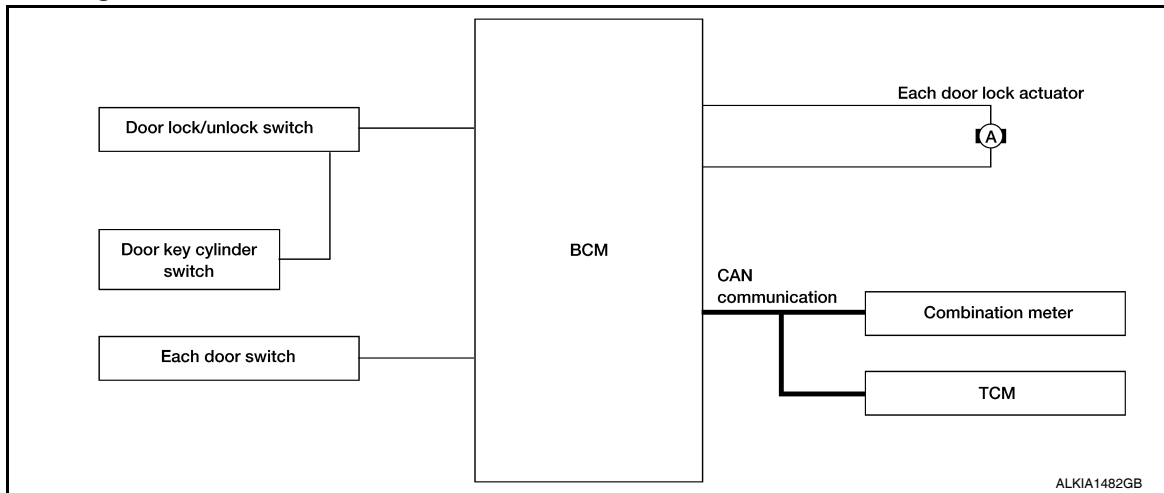 Each door lock actuator
Door lock/unlock switch
A
Door key cylinder
switch
BCM
CAN
communication
Combination meter
Each door switch
TCM
ALKIA1482GB